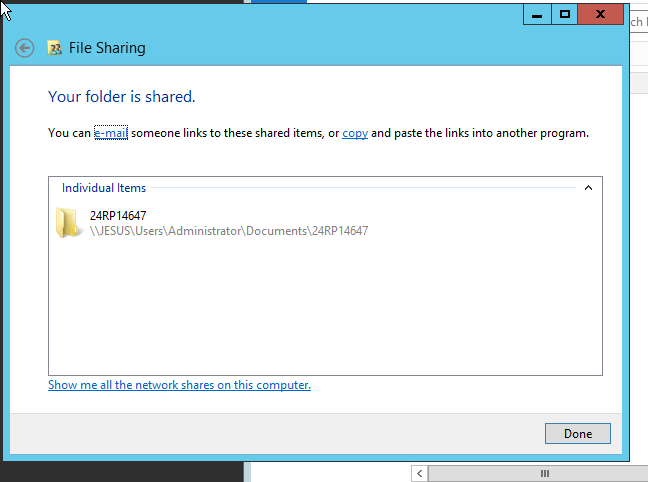 ch
File Sharing
Your folder is shared.
You can e-mail someone links to these shared items, or copy and paste the links into another program.
Individual Items
24RP14647
\\JESUS\Users\Administrator\Documents\24RP14647
Show me all the network shares on this computer.
Done